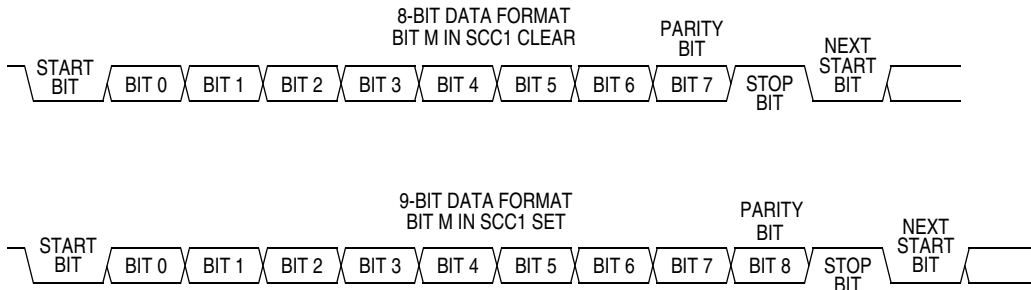 8-BIT DATA FORMAT
BIT M IN SCC1 CLEAR
PARITY
BIT
START
BIT
BIT 0
BIT 1
BIT 2
BIT 3
BIT 4
BIT 5
BIT 6
BIT 7
STOP
BIT
NEXT
START
BIT
9-BIT DATA FORMAT
BIT M IN SCC1 SET
PARITY
BIT
START
BIT
BIT 0
BIT 1
BIT 2
BIT 3
BIT 4
BIT 5
BIT 6
BIT 7
BIT 8
STOP
BIT
NEXT
START
BIT